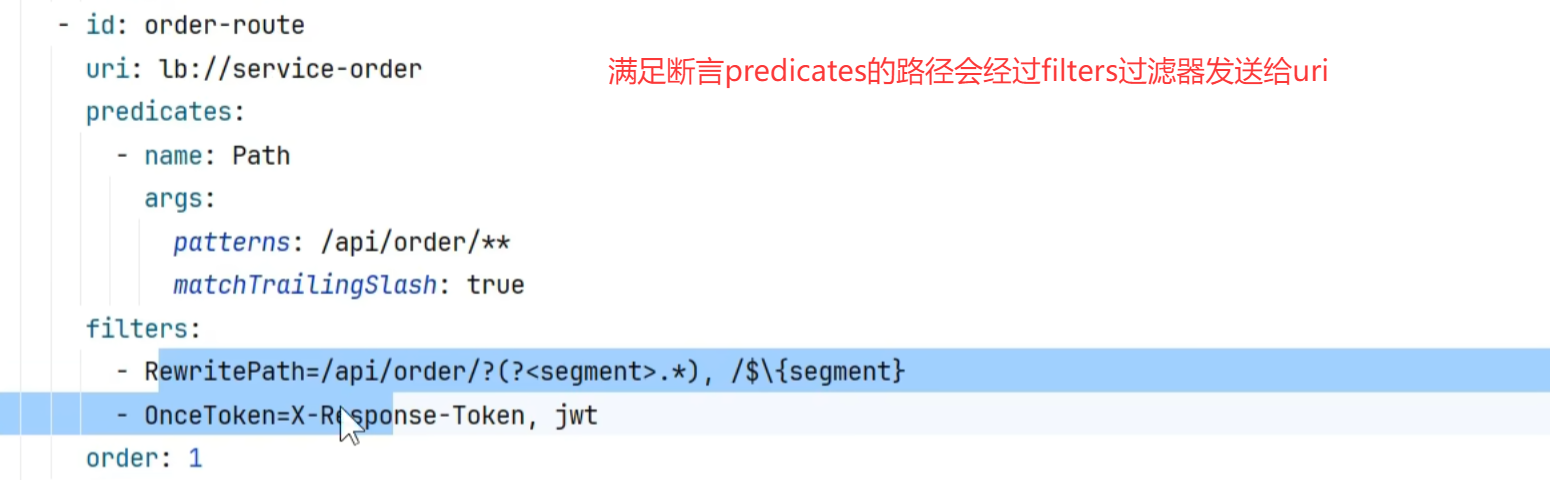 - id: order-route
uri: lb://service-order
满足断言predicates的路径会经过filters过滤器发送给uri
predicates:
- name: Path
args:
patterns: /api/order/**
matchTrailingSlash: true
filters:
- RewritePath=/api/order/?(?<segment>.*), /$\{segment}
- OnceToken=X-Response-Token, jwt
order: 1